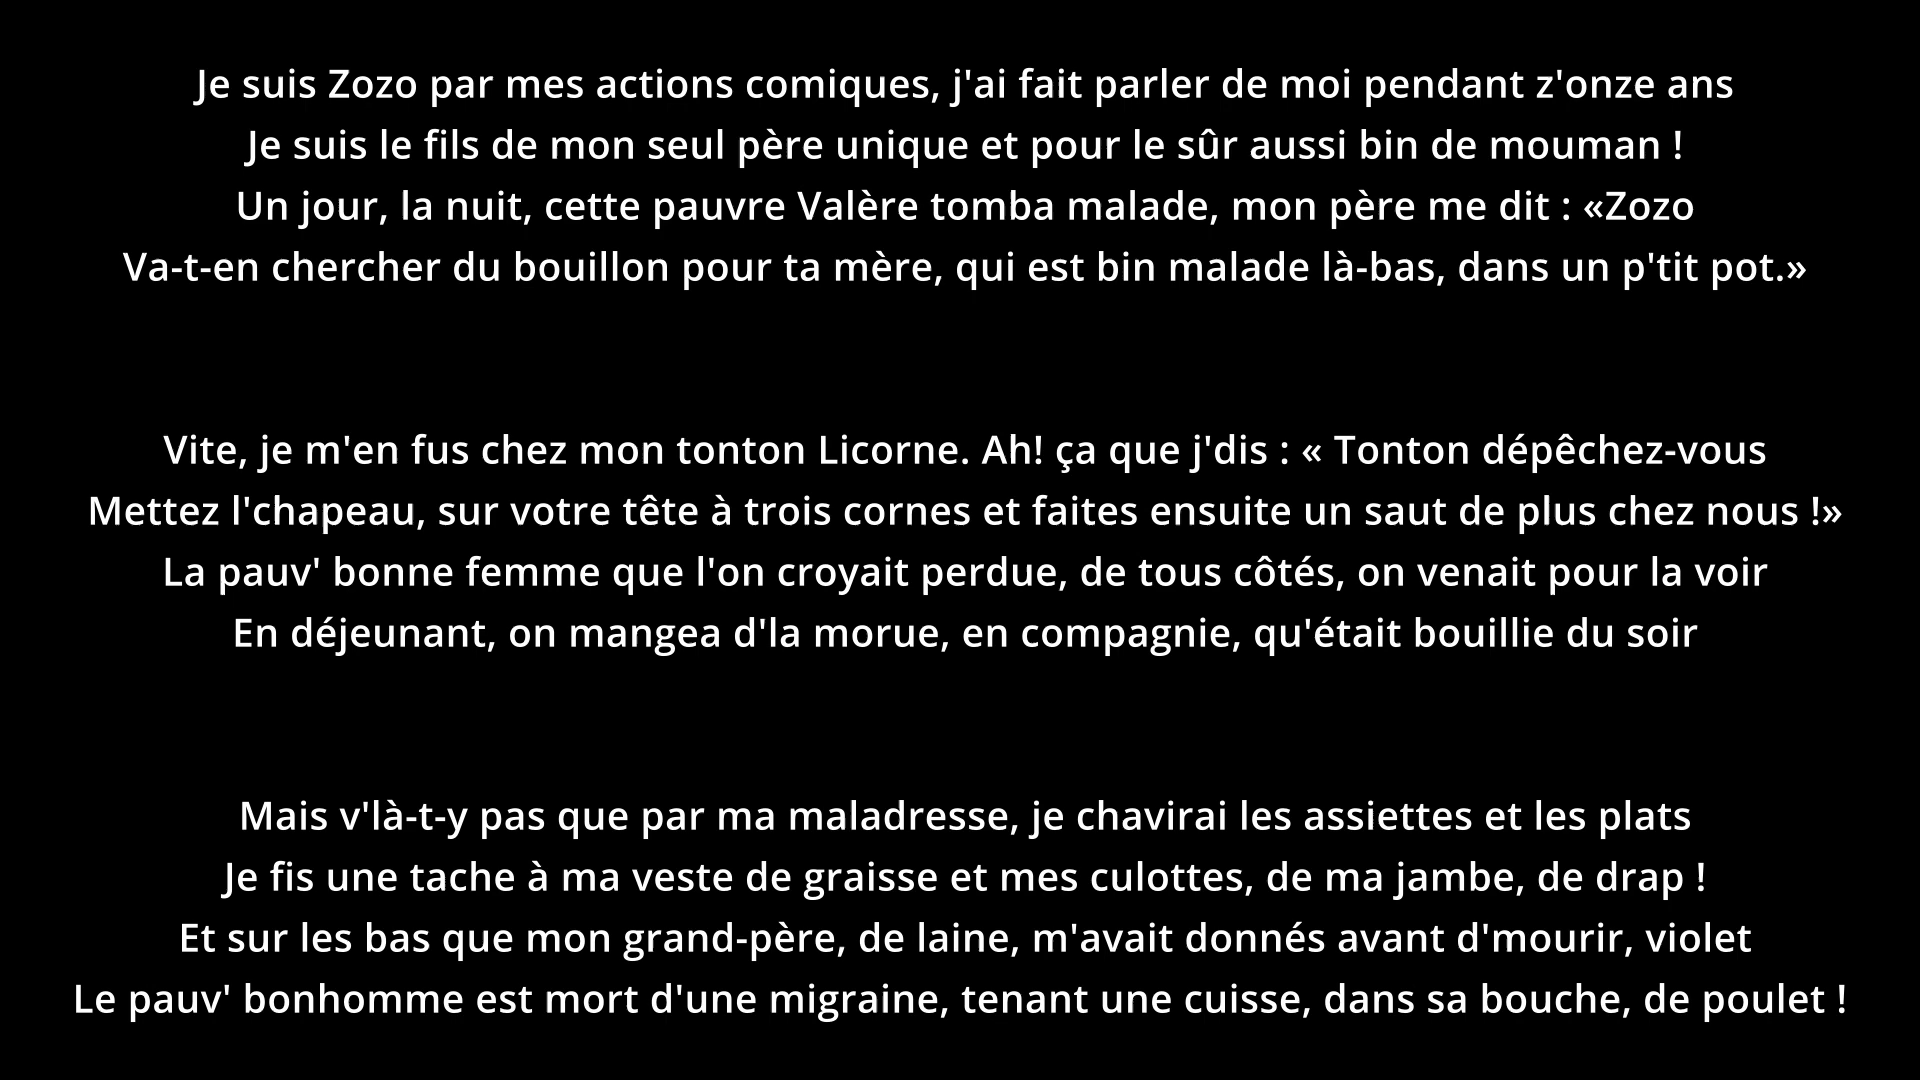 Je suis Zozo par mes actions comiques, j'ai fait parler de moi pendant z'onze ans
Je suis le fils de mon seul père unique et pour le sûr aussi bin de mouman !
Un jour, la nuit, cette pauvre Valère tomba malade, mon père me dit : «Zozo
Va-t-en chercher du bouillon pour ta mère, qui est bin malade là-bas, dans un p'tit pot.»
Vite, je m'en fus chez mon tonton Licorne. Ah! ça que j'dis : « Tonton dépêchez-vous
Mettez l'chapeau, sur votre tête à trois cornes et faites ensuite un saut de plus chez nous !»
La pauv' bonne femme que l'on croyait perdue, de tous côtés, on venait pour la voir
En déjeunant, on mangea d'la morue, en compagnie, qu'était bouillie du soir
Mais v'là-t-y pas que par ma maladresse, je chavirai les assiettes et les plats
Je fis une tache à ma veste de graisse et mes culottes, de ma jambe, de drap !
Et sur les bas que mon grand-père, de laine, m'avait donnés avant d'mourir, violet
Le pauv' bonhomme est mort d'une migraine, tenant une cuisse, dans sa bouche, de poulet !